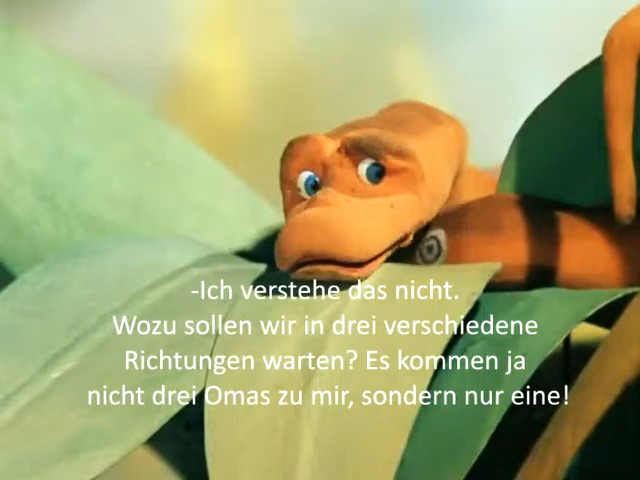 -Ich verstehe das nicht.
Wozu sollen wir in drei verschiedene
Richtungen warten? Es kommen ja
nicht drei Omas zu mir, sondern nur eine!